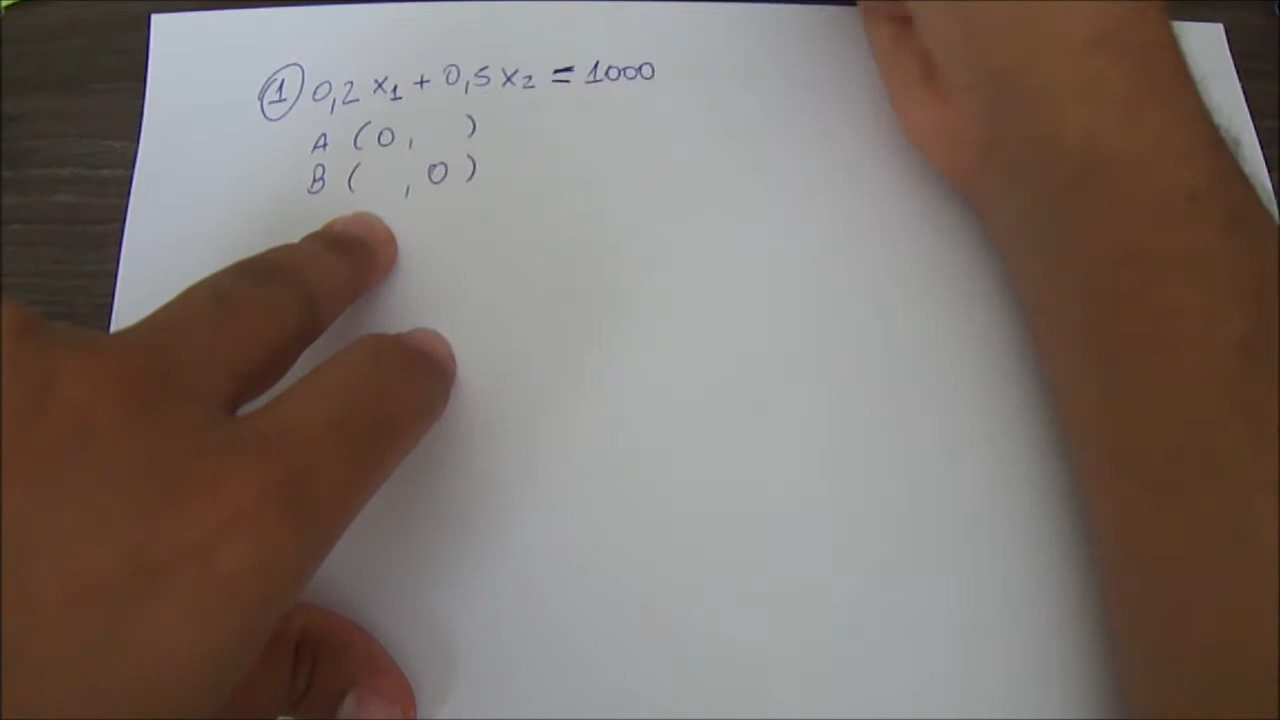 ① 0,2 x₁ + 0,5 x₂ = 1000
A (0, )
B ( , 0)